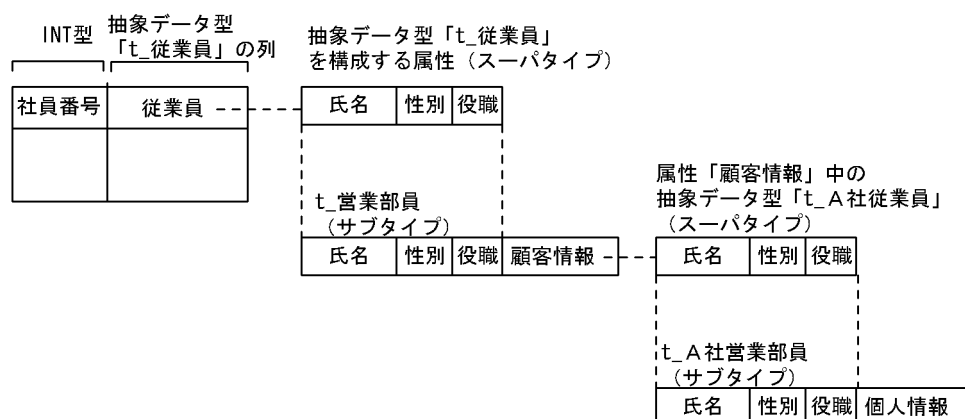 INT型
抽象データ型
「t_従業員」の列
抽象データ型「t_従業員」
を構成する属性(スーパタイプ)
社員番号
従業員
氏名
性別
役職
t_営業部員
(サブタイプ)
氏名
性別
役職
顧客情報
属性「顧客情報」中の
抽象データ型「t_A社従業員」
(スーパタイプ)
氏名
性別
役職
t_A社営業部員
(サブタイプ)
氏名
性別
役職
個人情報